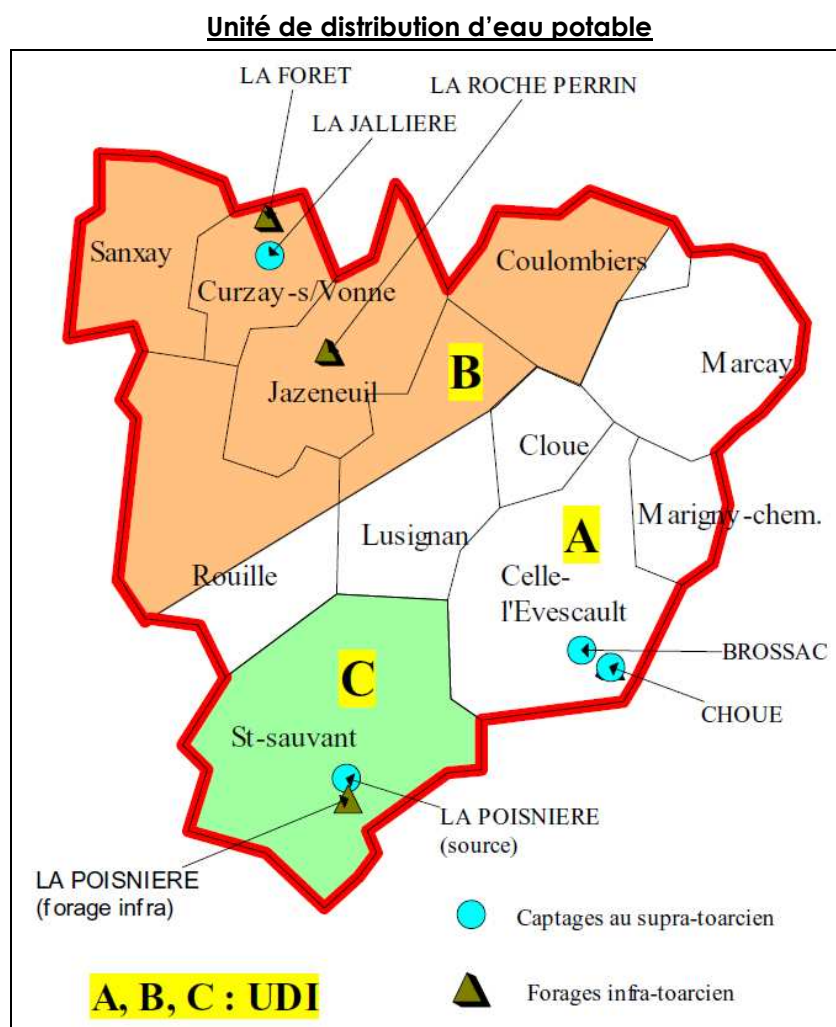 Unité de distribution d'eau potable
LA FORET
LA ROCHE PERRIN
LA JALLIERE
Sanxay
Coulombiers
Curzay-s/Vonne
B
Marcay
Jazeneuil
Cloue
Marigny-chem.
Lusignan
A
Rouille
Celle-
l'Evescault
BROSSAC
C
CHOUE
St-sauvant
LA POISNIERE
(source)
LA POISNIERE
(forage infra)
Captages au supra-toarcien
A, B, C : UDI
Forages infra-toarcien